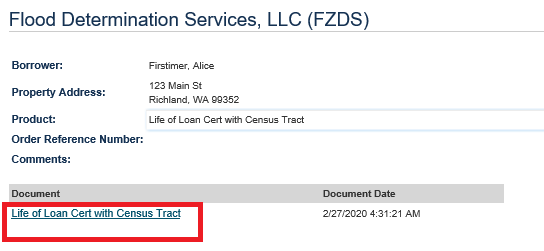 Flood Determination Services, LLC (FZDS)
Borrower: Firstimer, Alice
Property Address: 123 Main St
Richland, WA 99352
Product: Life of Loan Cert with Census Tract
Order Reference Number:
Comments:
Document Document Date
Life of Loan Cert with Census Tract 2/27/2020 4:31:21 AM